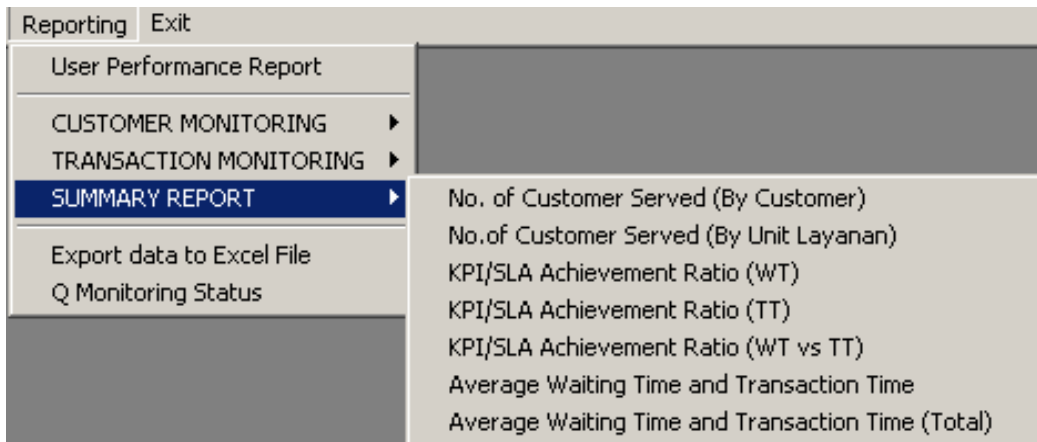 Reporting Exit
User Performance Report
CUSTOMER MONITORING
TRANSACTION MONITORING
SUMMARY REPORT
Export data to Excel File
Q Monitoring Status
No. of Customer Served (By Customer)
No.of Customer Served (By Unit Layanan)
KPI/SLA Achievement Ratio (WT)
KPI/SLA Achievement Ratio (TT)
KPI/SLA Achievement Ratio (WT vs TT)
Average Waiting Time and Transaction Time
Average Waiting Time and Transaction Time (Total)